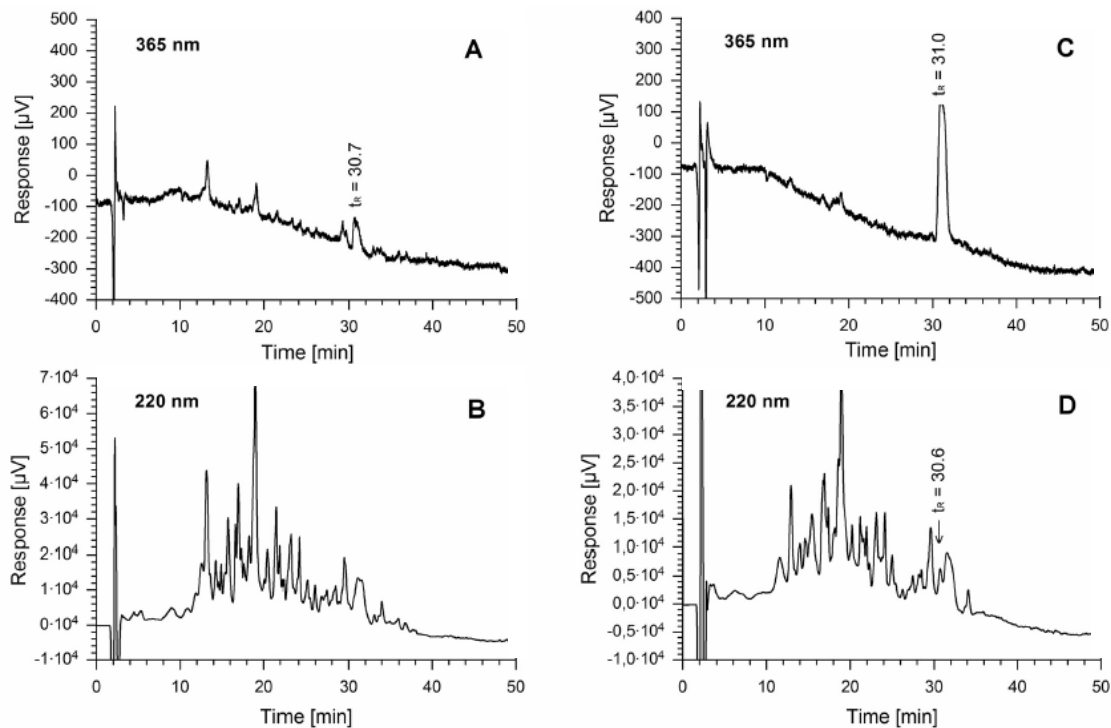 365 nm
A
Response [µV]
500
400
300
200
100
0
-100
-200
-300
-400
tR = 30.7
0 10 20 30 40 50
Time [min]
365 nm
C
Response [µV]
400
300
200
100
0
-100
-200
-300
-400
-500
tR = 31.0
0 10 20 30 40 50
Time [min]
220 nm
B
Response [µV]
7·10⁴
6·10⁴
5·10⁴
4·10⁴
3·10⁴
2·10⁴
1·10⁴
0
-1·10⁴
0 10 20 30 40 50
Time [min]
220 nm
D
Response [µV]
4,0·10⁴
3,5·10⁴
3,0·10⁴
2,5·10⁴
2,0·10⁴
1,5·10⁴
1,0·10⁴
0,5·10⁴
0,0·10⁴
-0,5·10⁴
-1,0·10⁴
tR = 30.6
0 10 20 30 40 50
Time [min]